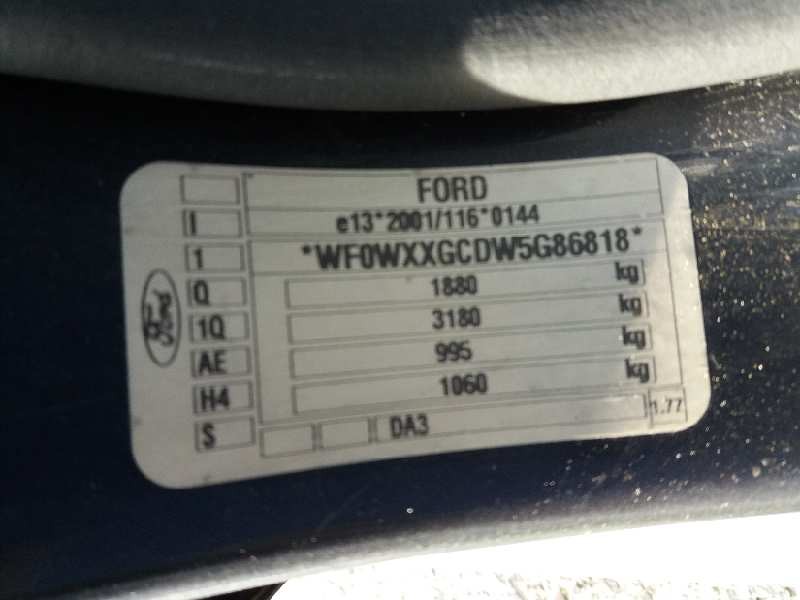 FORD
I e13*2001/116*0144
1 *WF0WXXGCDW5G86818*
Q 1880 kg
1Q 3180 kg
AE 995 kg
H4 1060 kg
S DA3 1.77
Ford